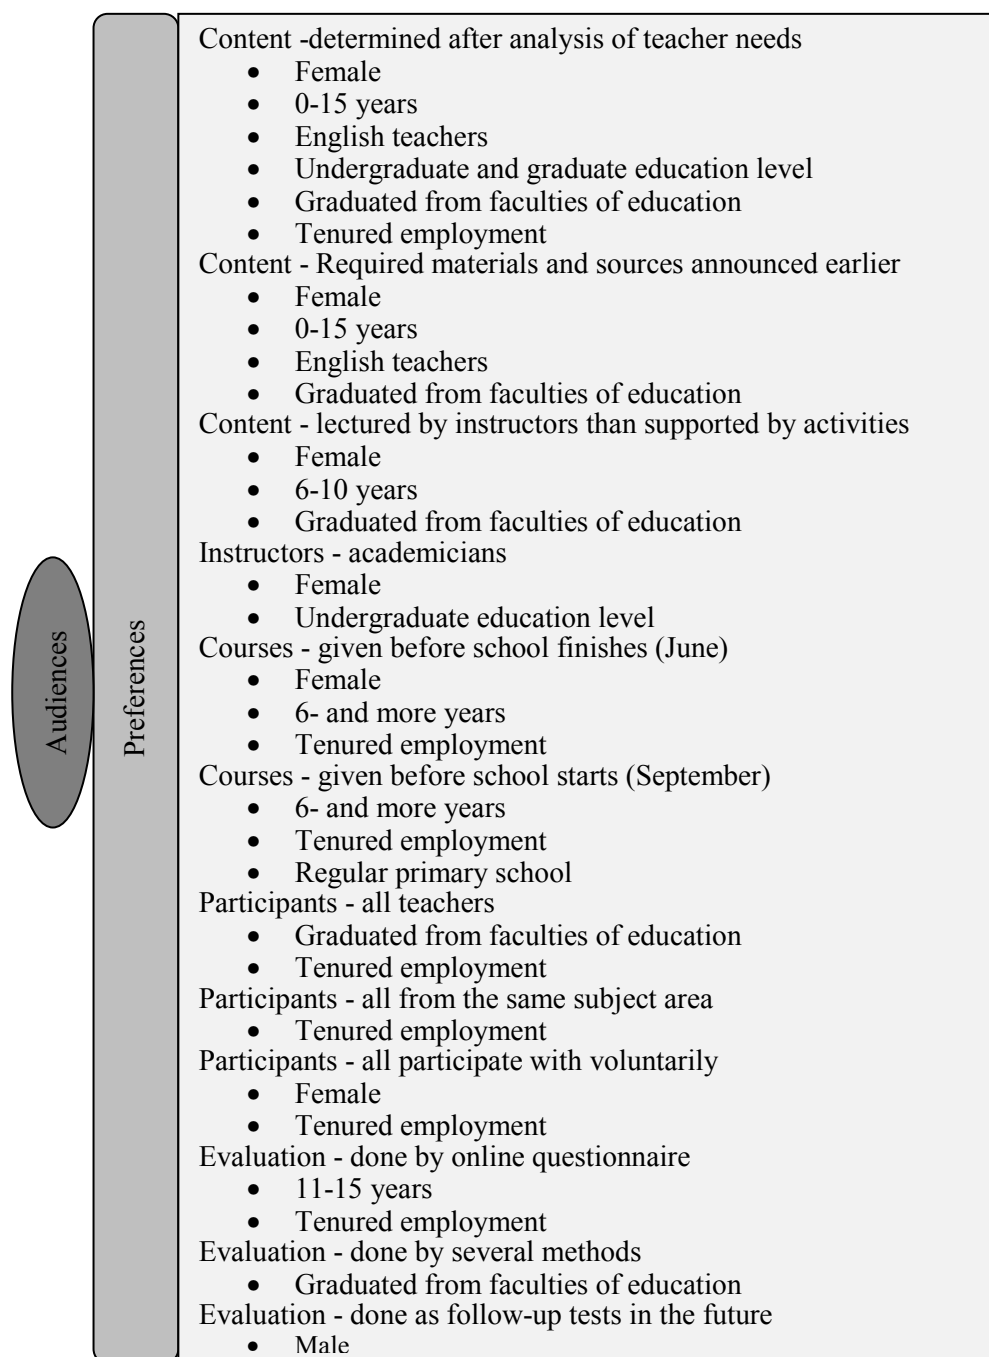 Audiences
Preferences
Content -determined after analysis of teacher needs
• Female
• 0-15 years
• English teachers
• Undergraduate and graduate education level
• Graduated from faculties of education
• Tenured employment
Content - Required materials and sources announced earlier
• Female
• 0-15 years
• English teachers
• Graduated from faculties of education
Content - lectured by instructors than supported by activities
• Female
• 6-10 years
• Graduated from faculties of education
Instructors - academicians
• Female
• Undergraduate education level
Courses - given before school finishes (June)
• Female
• 6- and more years
• Tenured employment
Courses - given before school starts (September)
• 6- and more years
• Tenured employment
• Regular primary school
Participants - all teachers
• Graduated from faculties of education
• Tenured employment
Participants - all from the same subject area
• Tenured employment
Participants - all participate with voluntarily
• Female
• Tenured employment
Evaluation - done by online questionnaire
• 11-15 years
• Tenured employment
Evaluation - done by several methods
• Graduated from faculties of education
Evaluation - done as follow-up tests in the future
• Male